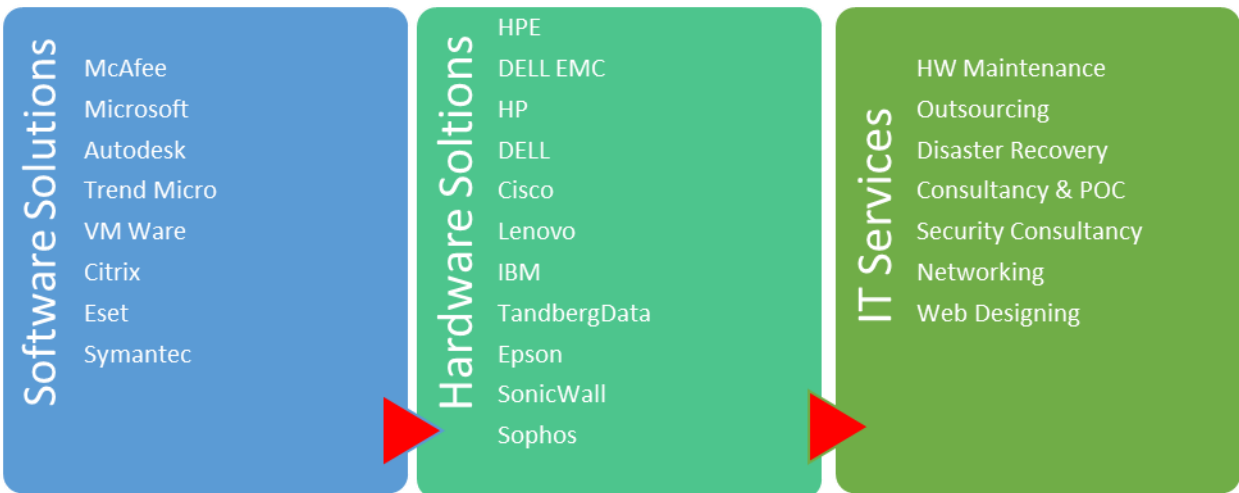 Software Solutions
McAfee
Microsoft
Autodesk
Trend Micro
VM Ware
Citrix
Eset
Symantec
Hardware Soltions
HPE
DELL EMC
HP
DELL
Cisco
Lenovo
IBM
TandbergData
Epson
SonicWall
Sophos
IT Services
HW Maintenance
Outsourcing
Disaster Recovery
Consultancy & POC
Security Consultancy
Networking
Web Designing